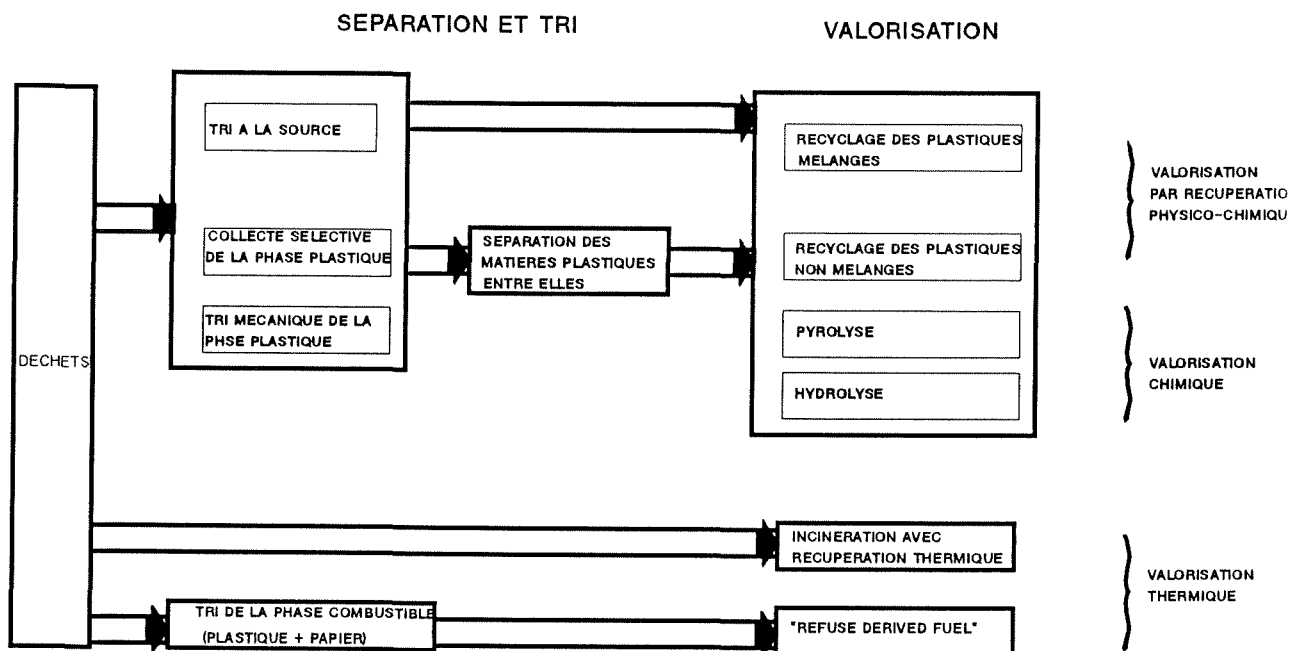 SEPARATION ET TRI
VALORISATION
DECHETS
TRI A LA SOURCE
COLLECTE SELECTIVE
DE LA PHASE PLASTIQUE
TRI MECANIQUE DE LA
PHSE PLASTIQUE
SEPARATION DES
MATIERES PLASTIQUES
ENTRE ELLES
RECYCLAGE DES PLASTIQUES
MELANGES
RECYCLAGE DES PLASTIQUES
NON MELANGES
PYROLYSE
HYDROLYSE
VALORISATION
PAR RECUPERATIO
PHYSICO-CHIMIQU
VALORISATION
CHIMIQUE
INCINERATION AVEC
RECUPERATION THERMIQUE
TRI DE LA PHASE COMBUSTIBLE
(PLASTIQUE + PAPIER)
"REFUSE DERIVED FUEL"
VALORISATION
THERMIQUE